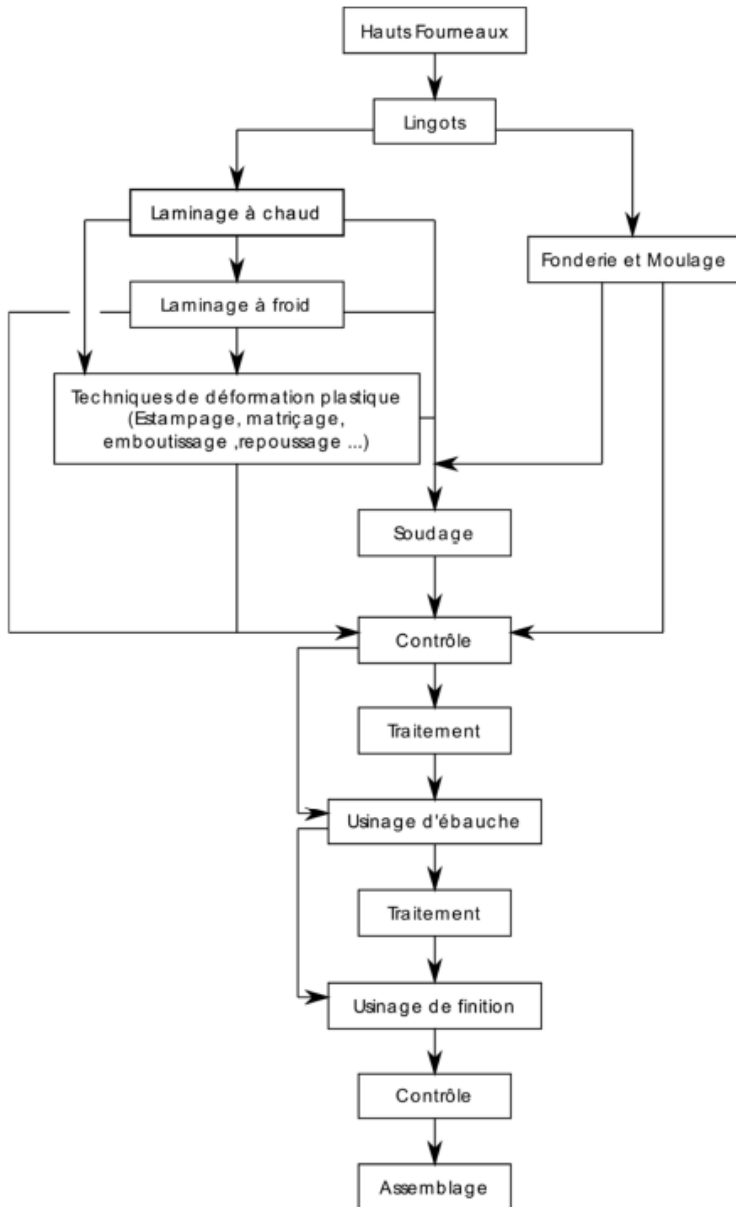 Hauts Fourneaux
Lingots
Laminage à chaud
Fonderie et Moulage
Laminage à froid
Techniques de déformation plastique
(Estampage, matriçage,
emboutissage ,repoussage ...)
Soudage
Contrôle
Traitement
Usinage d'ébauche
Traitement
Usinage de finition
Contrôle
Assemblage